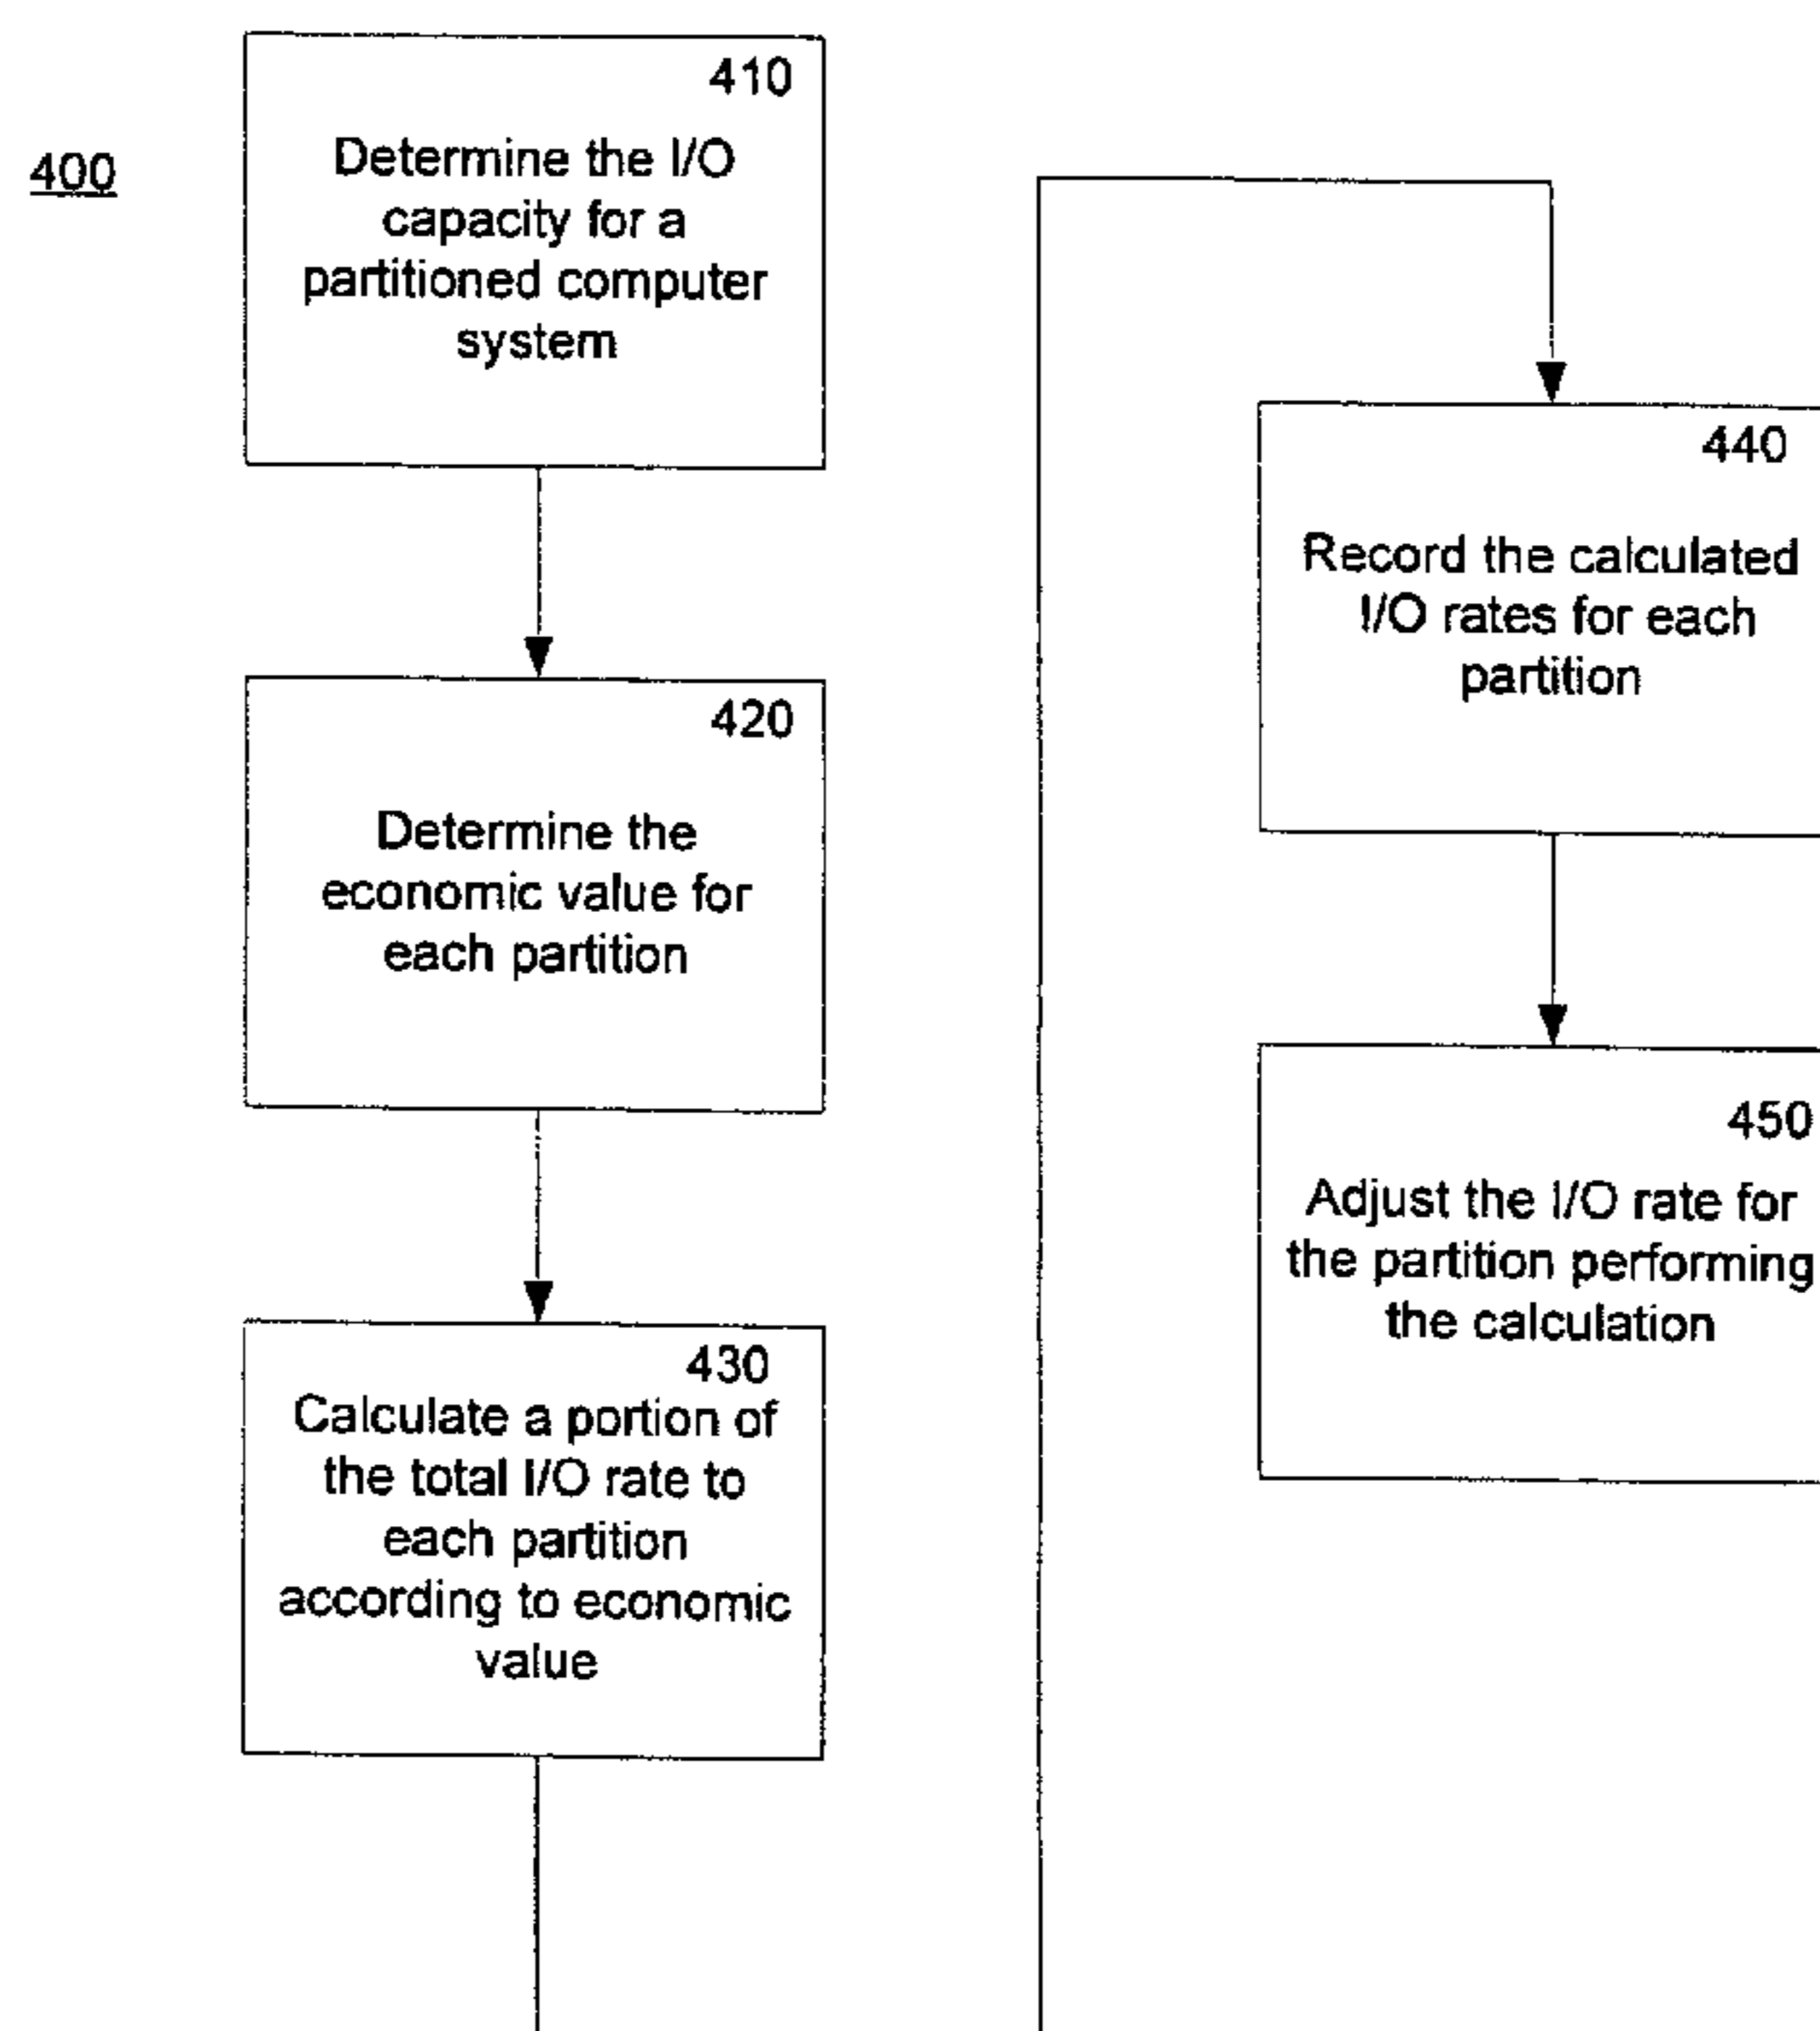 400
410
Determine the I/O
capacity for a
partitioned computer
system
420
Determine the
economic value for
each partition
430
Calculate a portion of
the total I/O rate to
each partition
according to economic
value
440
Record the calculated
I/O rates for each
partition
450
Adjust the I/O rate for
the partition performing
the calculation